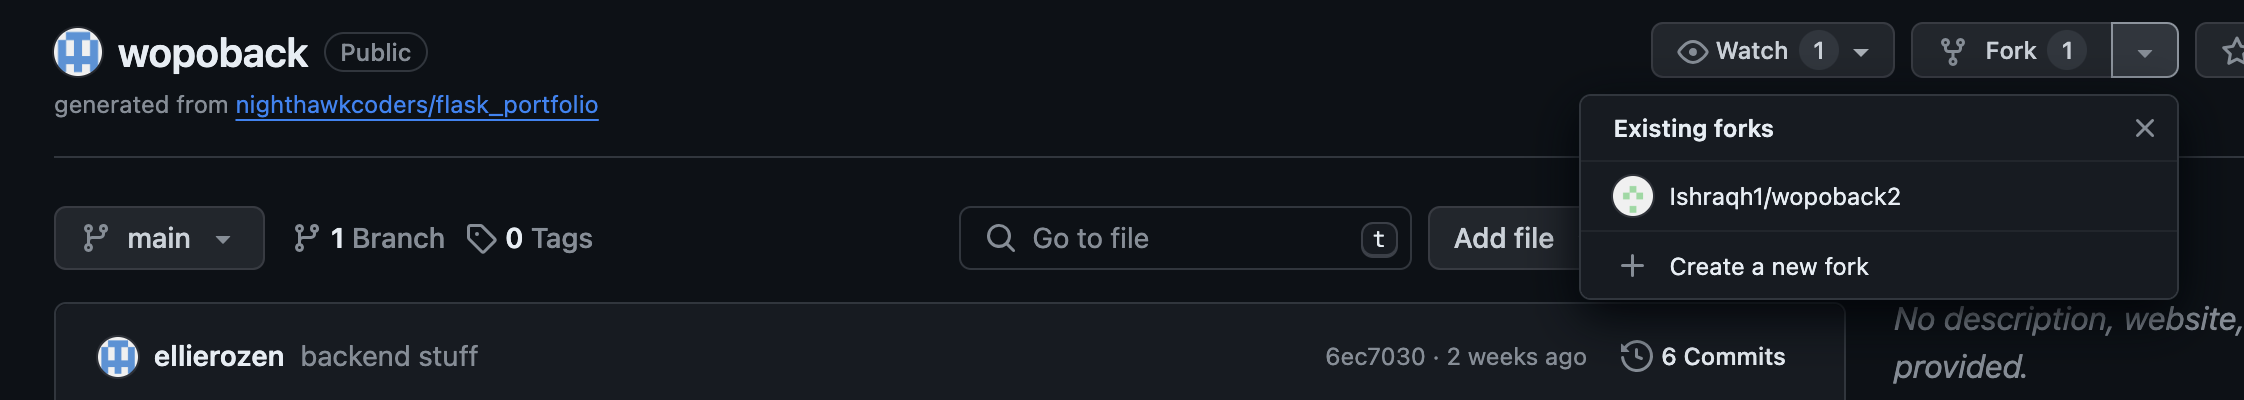 wopoback Public
generated from nighthawkcoders/flask_portfolio
Watch 1
Fork 1
Existing forks
Ishraqh1/wopoback2
Create a new fork
main
1 Branch
0 Tags
Go to file
t
Add file
ellierozen backend stuff
6ec7030 · 2 weeks ago
6 Commits
No description, website,
provided.